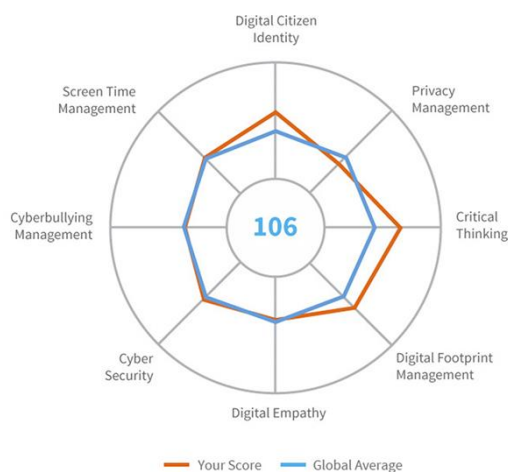 Digital Citizen
Identity
Screen Time
Management
Privacy
Management
Cyberbullying
Management
106
Critical
Thinking
Cyber
Security
Digital Footprint
Management
Digital Empathy
Your Score
Global Average